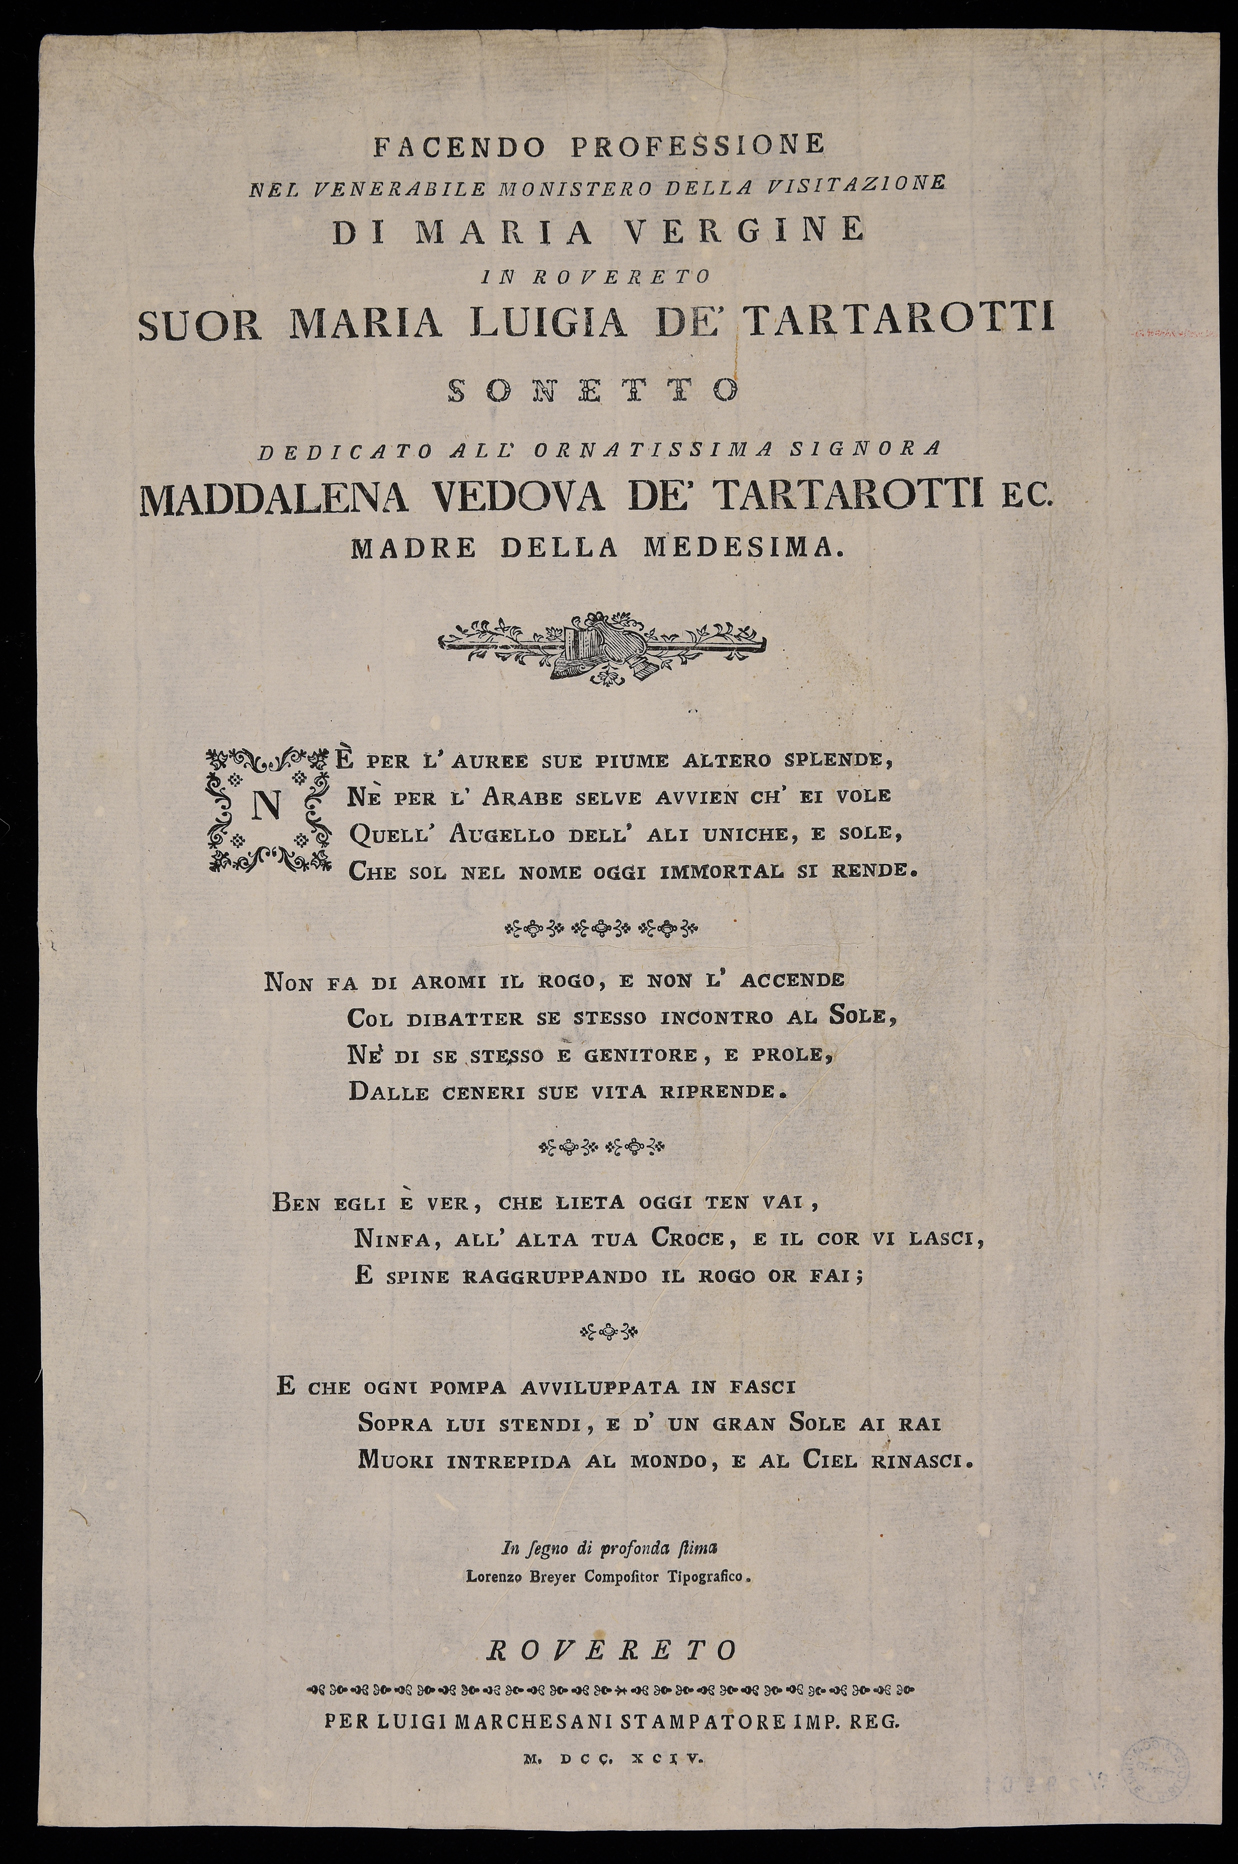 FACENDO PROFESSIONE
NEL VENERABILE MONISTERO DELLA VISITAZIONE
DI MARIA VERGINE
IN ROVERETO
SUOR MARIA LUIGIA DE' TARTAROTTI
SONETTO
DEDICATO ALL' ORNATISSIMA SIGNORA
MADDALENA VEDOVA DE' TARTAROTTI EC.
MADRE DELLA MEDESIMA.
NÈ PER L' AUREE SUE PIUME ALTERO SPLENDE,
NÈ PER L' ARABE SELVE AVVIEN CH' EI VOLE
QUELL' AUGELLO DELL' ALI UNICHE, E SOLE,
CHE SOL NEL NOME OGGI IMMORTAL SI RENDE.
NON FA DI AROMI IL ROGO, E NON L' ACCENDE
COL DIBATTER SE STESSO INCONTRO AL SOLE,
NE' DI SE STESSO E GENITORE, E PROLE,
DALLE CENERI SUE VITA RIPRENDE.
BEN EGLI È VER, CHE LIETA OGGI TEN VAI,
NINFA, ALL' ALTA TUA CROCE, E IL COR VI LASCI,
E SPINE RAGGRUPPANDO IL ROGO OR FAI;
E CHE OGNI POMPA AVVILUPPATA IN FASCI
SOPRA LUI STENDI, E D' UN GRAN SOLE AI RAI
MUORI INTREPIDA AL MONDO, E AL CIEL RINASCI.
In ſegno di profonda ſtima
Lorenzo Breyer Compoſitor Tipografico.
ROVERETO
PER LUIGI MARCHESANI STAMPATORE IMP. REG.
M. DCC. XCIV.